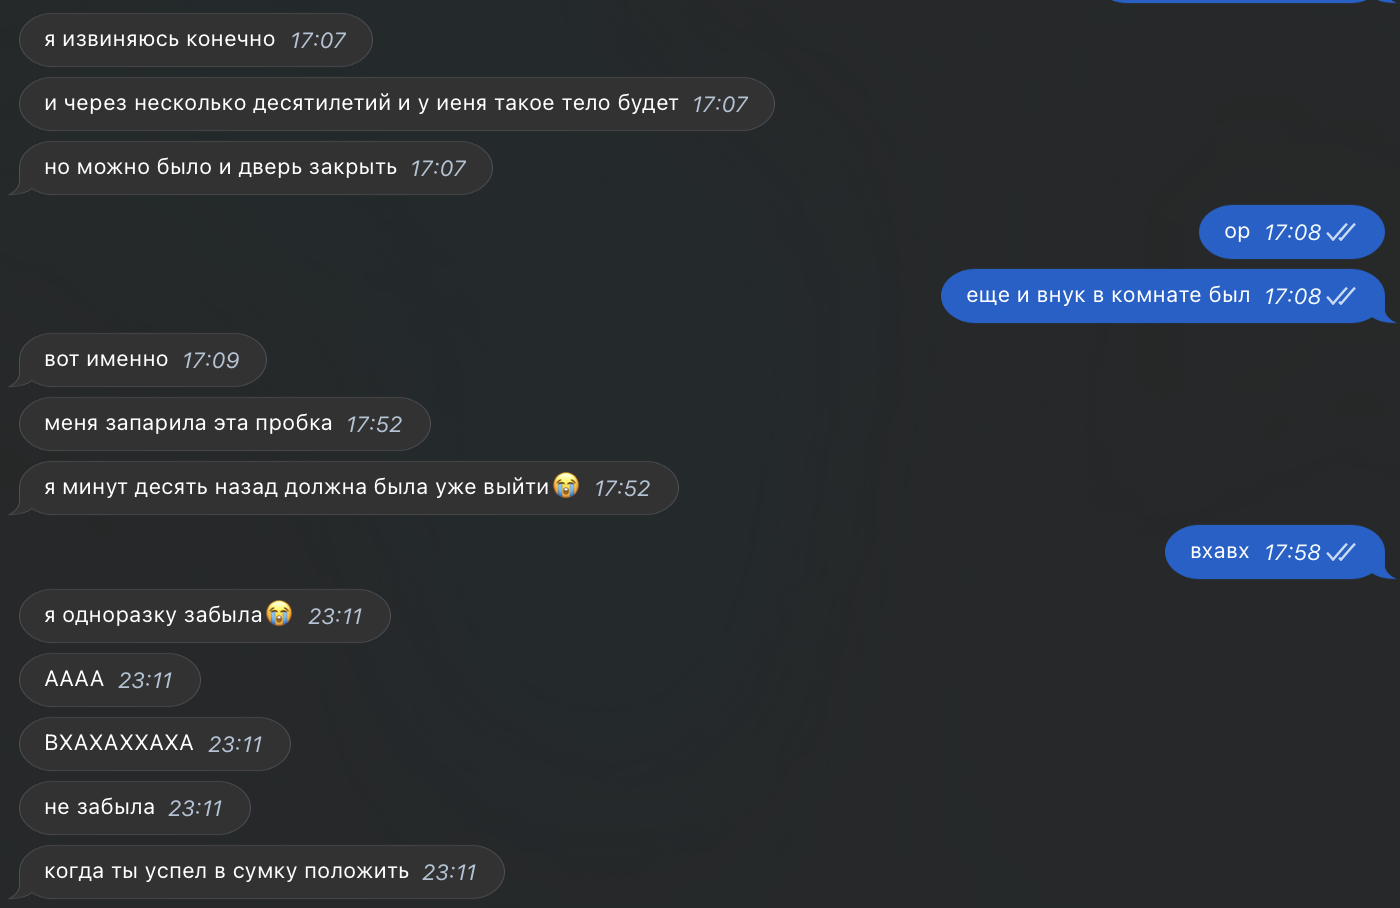 я извиняюсь конечно 17:07
и через несколько десятилетий и у иеня такое тело будет 17:07
но можно было и дверь закрыть 17:07
ор 17:08
еще и внук в комнате был 17:08
вот именно 17:09
меня запарила эта пробка 17:52
я минут десять назад должна была уже выйти😭 17:52
вхавх 17:58
я одноразку забыла😭 23:11
АААА 23:11
ВХАХАХХАХА 23:11
не забыла 23:11
когда ты успел в сумку положить 23:11